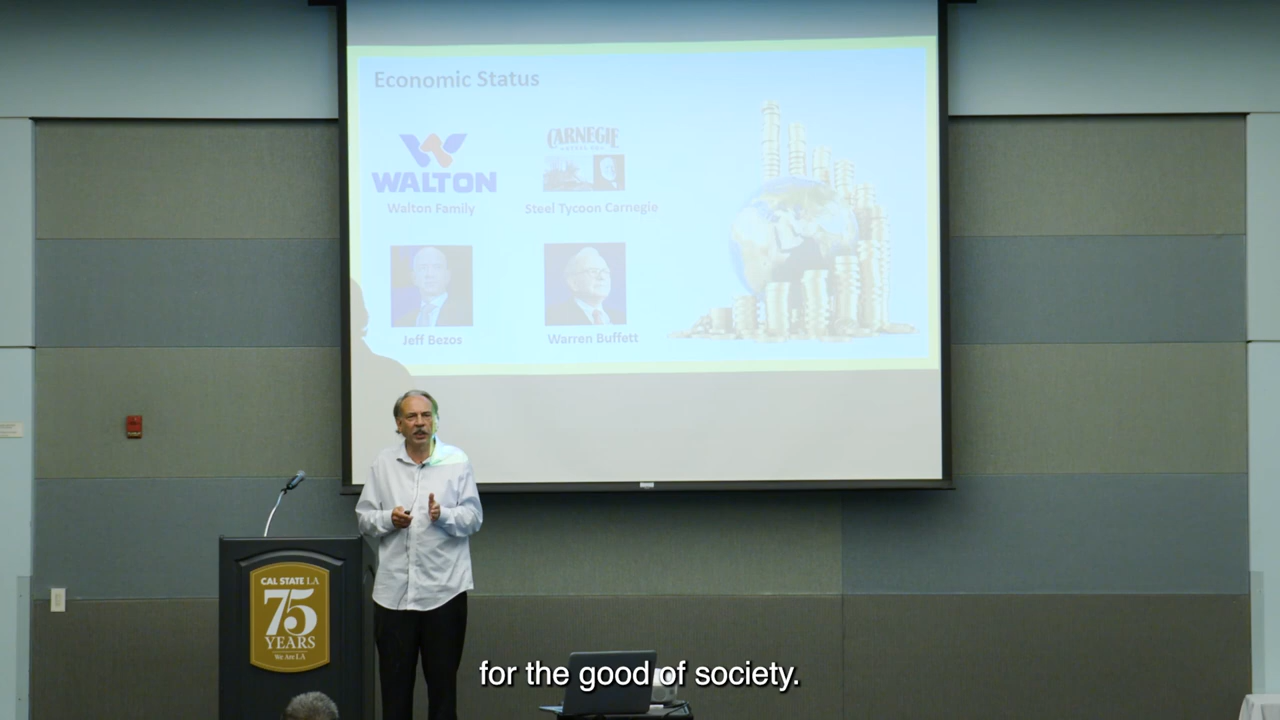 Economic Status
WALTON
Walton Family
CARNEGIE
Steel Tycoon Carnegie
Jeff Bezos
Warren Buffett
CAL STATE LA
75
YEARS
We Are LA
for the good of society.